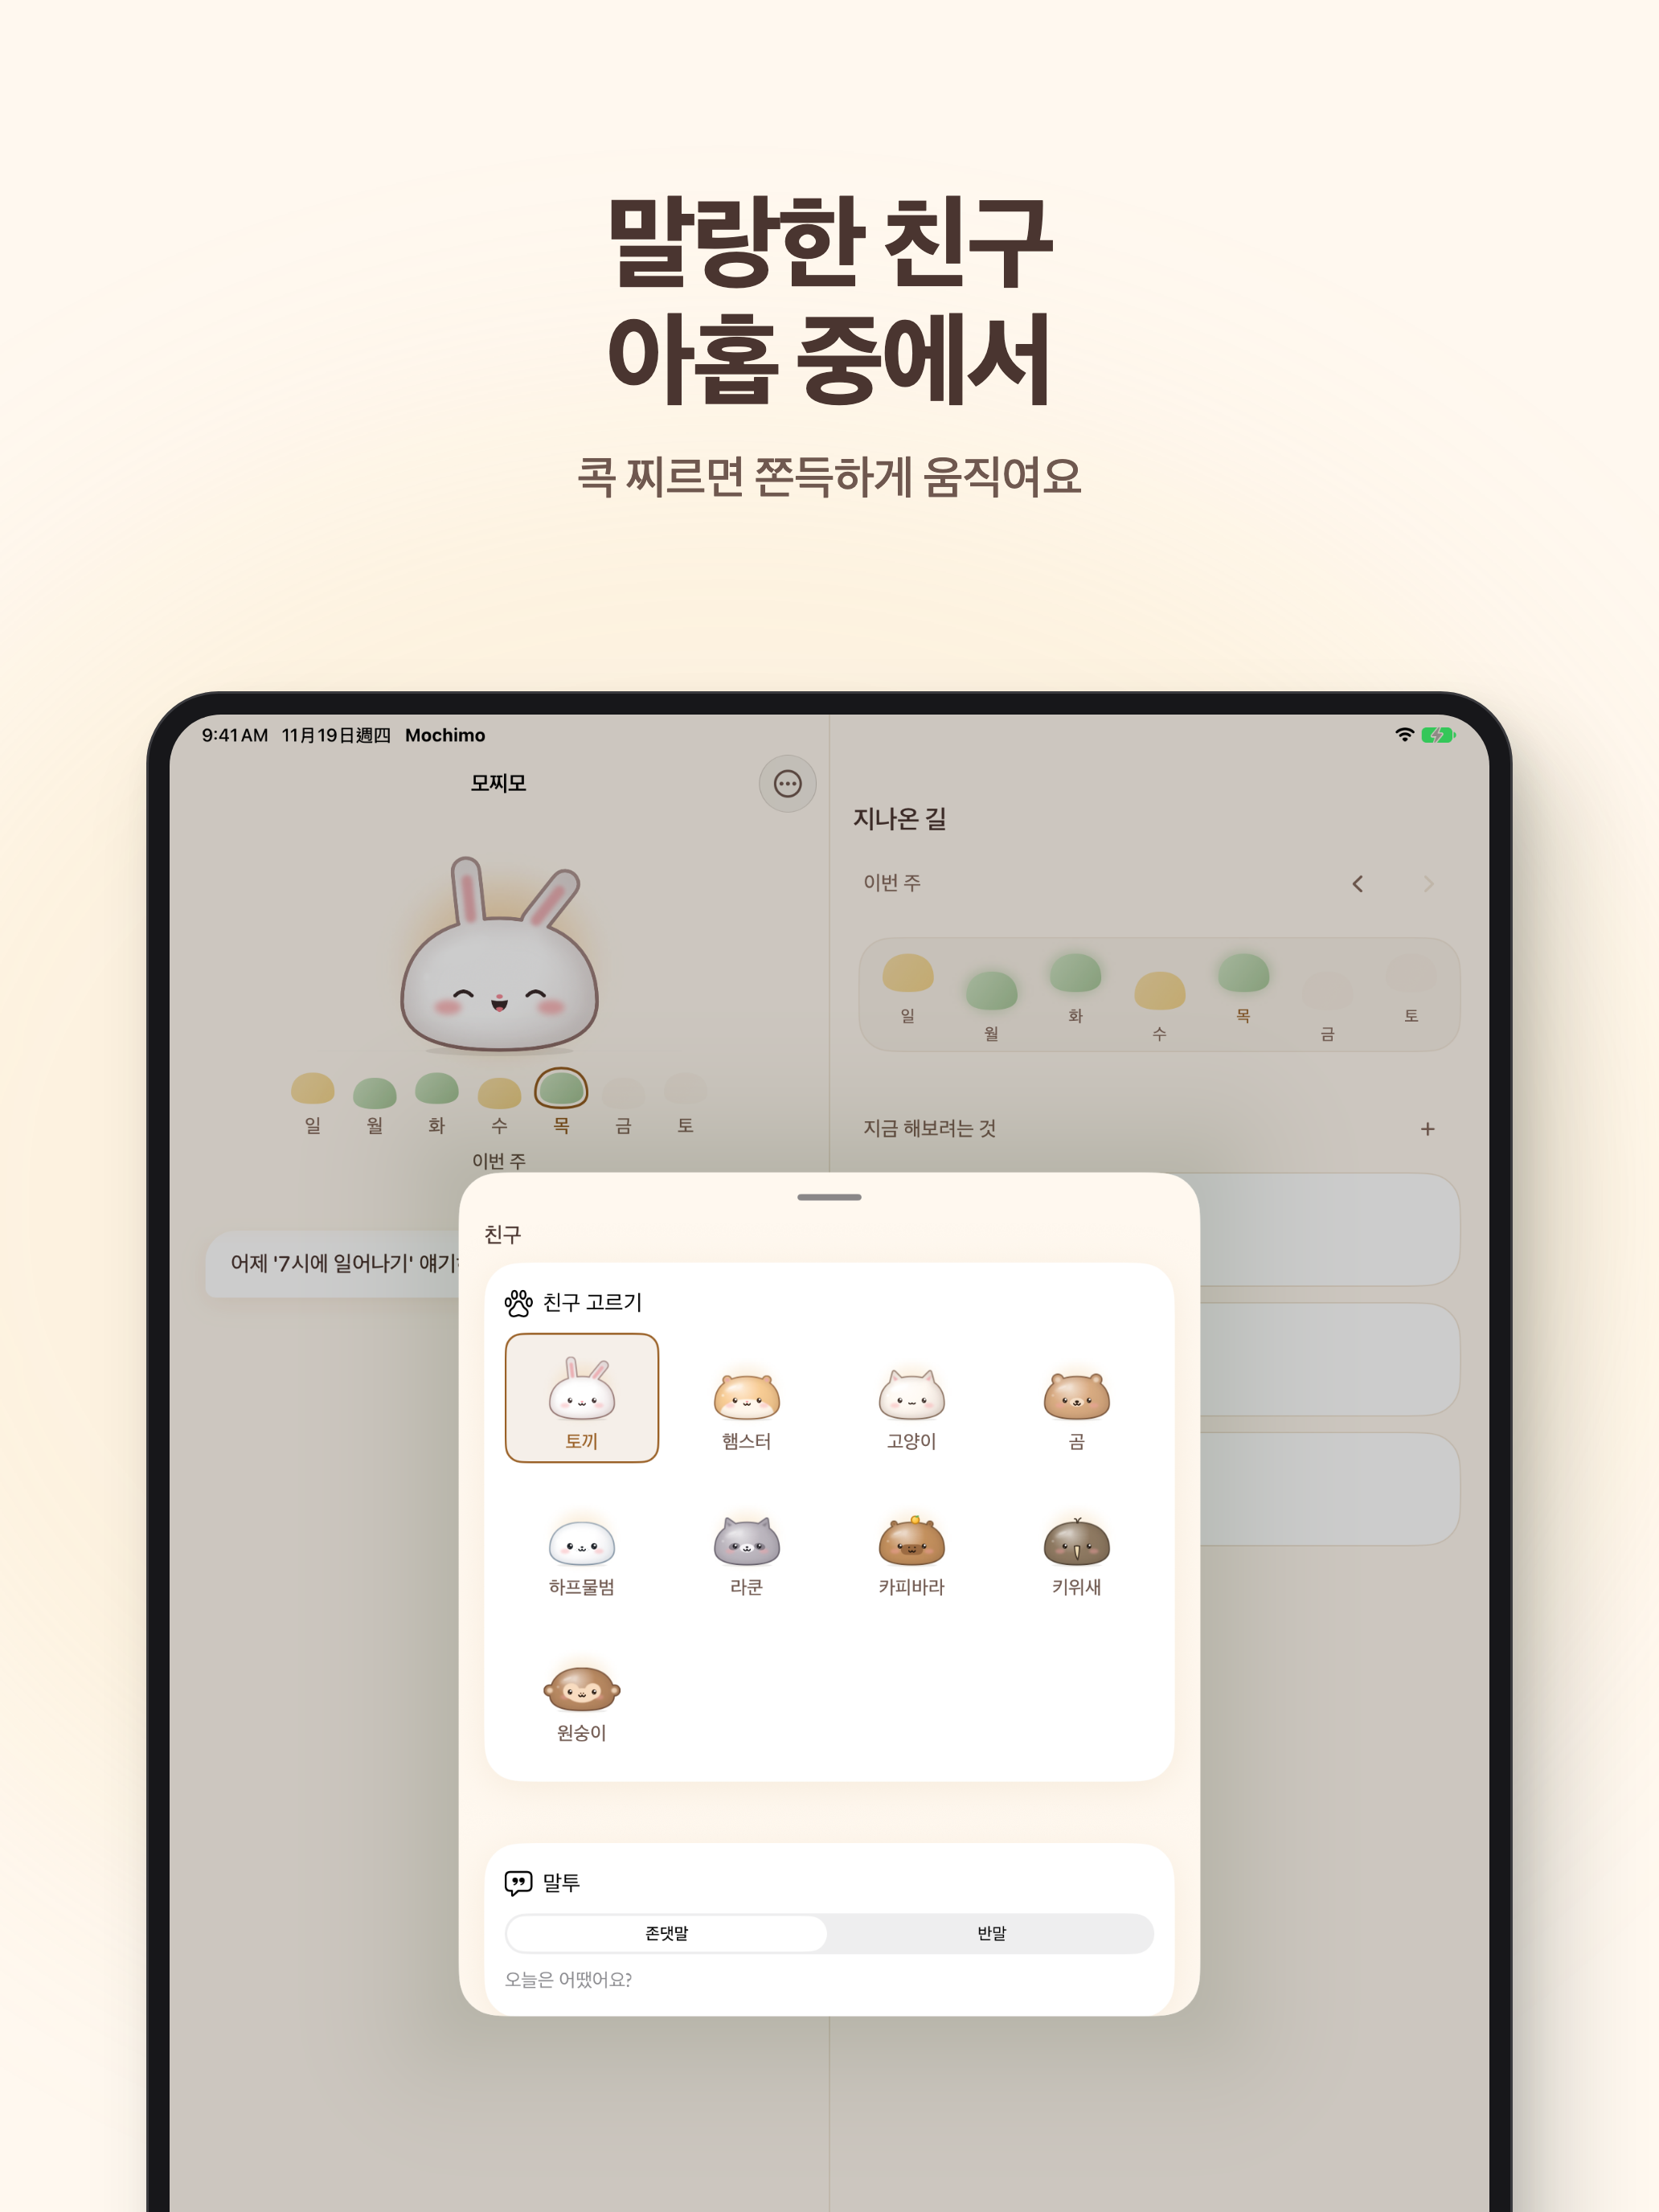 말랑한 친구
아홉 중에서
콕 찌르면 쫀득하게 움직여요
9:41 AM 11月19日週四 Mochimo
모찌모
지나온 길
이번 주
일 월 화 수 목 금 토
일 월 화 수 목 금 토
이번 주
지금 해보려는 것
어제 '7시에 일어나기' 얘기
친구
친구 고르기
토끼 햄스터 고양이 곰
하프물범 라쿤 카피바라 키위새
원숭이
말투
존댓말 반말
오늘은 어땠어요?